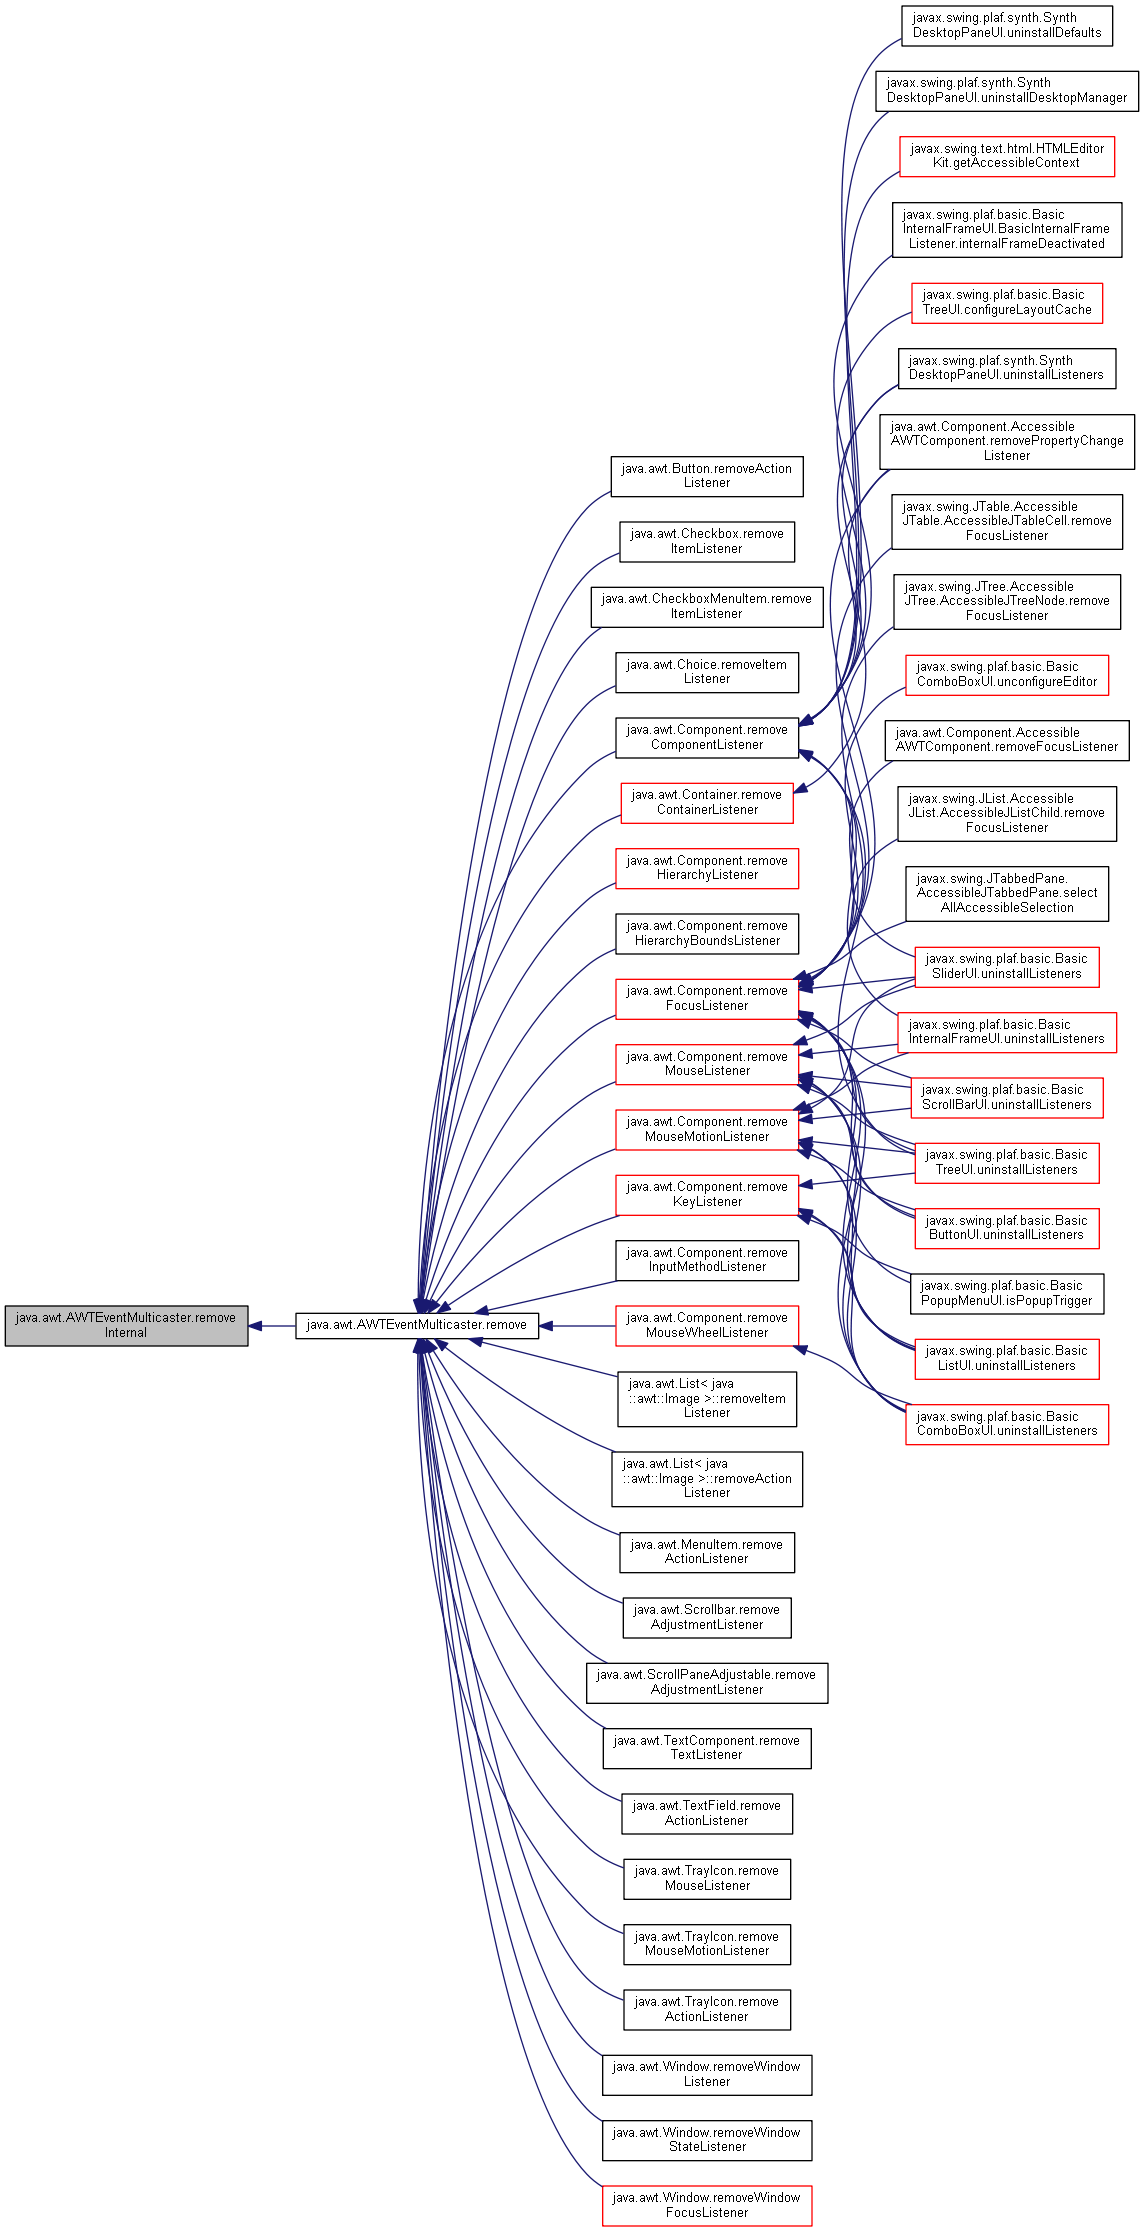 java.awt.AWTEventMulticaster.remove
Internal
java.awt.AWTEventMulticaster.remove
java.awt.Button.removeAction
Listener
java.awt.Checkbox.remove
ItemListener
java.awt.CheckboxMenuItem.remove
ItemListener
java.awt.Choice.removeItem
Listener
java.awt.Component.remove
ComponentListener
java.awt.Container.remove
ContainerListener
java.awt.Component.remove
HierarchyListener
java.awt.Component.remove
HierarchyBoundsListener
java.awt.Component.remove
FocusListener
java.awt.Component.remove
MouseListener
java.awt.Component.remove
MouseMotionListener
java.awt.Component.remove
KeyListener
java.awt.Component.remove
InputMethodListener
java.awt.Component.remove
MouseWheelListener
java.awt.List< java
::awt::Image >::removeItem
Listener
java.awt.List< java
::awt::Image >::removeAction
Listener
java.awt.MenuItem.remove
ActionListener
java.awt.Scrollbar.remove
AdjustmentListener
java.awt.ScrollPaneAdjustable.remove
AdjustmentListener
java.awt.TextComponent.remove
TextListener
java.awt.TextField.remove
ActionListener
java.awt.TrayIcon.remove
MouseListener
java.awt.TrayIcon.remove
MouseMotionListener
java.awt.TrayIcon.remove
ActionListener
java.awt.Window.removeWindow
Listener
java.awt.Window.removeWindow
StateListener
java.awt.Window.removeWindow
FocusListener
javax.swing.plaf.synth.Synth
DesktopPaneUI.uninstallDefaults
javax.swing.plaf.synth.Synth
DesktopPaneUI.uninstallDesktopManager
javax.swing.text.html.HTMLEditor
Kit.getAccessibleContext
javax.swing.plaf.basic.Basic
InternalFrameUI.BasicInternalFrame
Listener.internalFrameDeactivated
javax.swing.plaf.basic.Basic
TreeUI.configureLayoutCache
javax.swing.plaf.synth.Synth
DesktopPaneUI.uninstallListeners
java.awt.Component.Accessible
AWTComponent.removePropertyChange
Listener
javax.swing.JTable.Accessible
JTable.AccessibleJTableCell.remove
FocusListener
javax.swing.JTree.Accessible
JTree.AccessibleJTreeNode.remove
FocusListener
javax.swing.plaf.basic.Basic
ComboBoxUI.unconfigureEditor
java.awt.Component.Accessible
AWTComponent.removeFocusListener
javax.swing.JList.Accessible
JList.AccessibleJListChild.remove
FocusListener
javax.swing.JTabbedPane.
AccessibleJTabbedPane.select
AllAccessibleSelection
javax.swing.plaf.basic.Basic
SliderUI.uninstallListeners
javax.swing.plaf.basic.Basic
InternalFrameUI.uninstallListeners
javax.swing.plaf.basic.Basic
ScrollBarUI.uninstallListeners
javax.swing.plaf.basic.Basic
TreeUI.uninstallListeners
javax.swing.plaf.basic.Basic
ButtonUI.uninstallListeners
javax.swing.plaf.basic.Basic
PopupMenuUI.isPopupTrigger
javax.swing.plaf.basic.Basic
ListUI.uninstallListeners
javax.swing.plaf.basic.Basic
ComboBoxUI.uninstallListeners